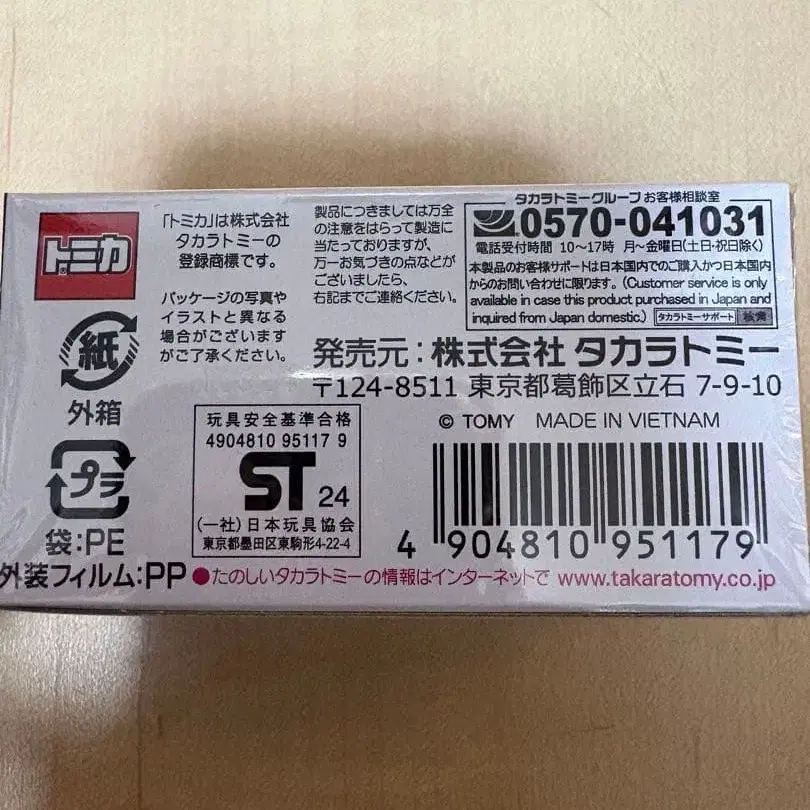 トミカ
「トミカ」は株式会社
タカラトミーの
登録商標です。
パッケージの写真や
イラストと異なる
場合がございます
がご了承ください。
製品につきましては万全
の注意をはらって製造に
当たっておりますが、
万一お気づきの点などが
ございましたら、
右記までご連絡ください。
タカラトミーグループ お客様相談室
0570-041031
電話受付時間 10～17時 月～金曜日(土日・祝日除く)
本製品のお客様サポートは日本国内でのご購入かつ日本国内
からのお問い合わせに限ります。(Customer service is only
available in case this product purchased in Japan and
inquired from Japan domestic.) タカラトミーサポート 検索
発売元：株式会社 タカラトミー
〒124-8511 東京都葛飾区立石 7-9-10
© TOMY MADE IN VIETNAM
紙
外箱
プラ
袋:PE
外装フィルム:PP
玩具安全基準合格
4904810 95117 9
ST 24
(一社)日本玩具協会
東京都墨田区東駒形4-22-4
4 904810 951179
●たのしいタカラトミーの情報はインターネットで www.takaratomy.co.jp